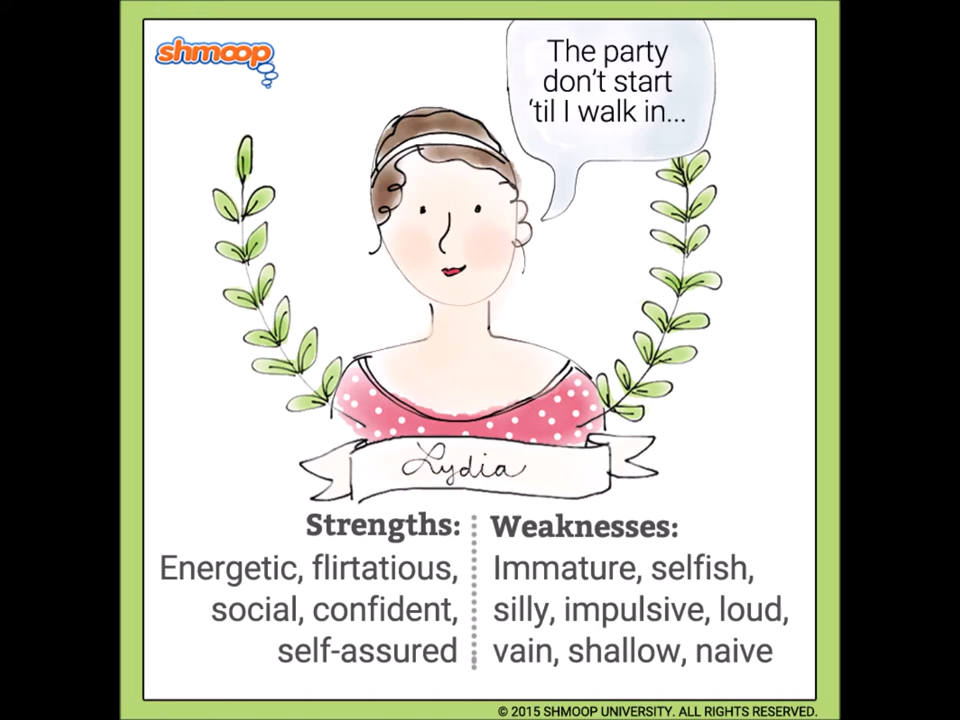 shmoop
The party
don't start
'til I walk in...
Lydia
Strengths:
Energetic, flirtatious,
social, confident,
self-assured
Weaknesses:
Immature, selfish,
silly, impulsive, loud,
vain, shallow, naive
© 2015 SHMOOP UNIVERSITY. ALL RIGHTS RESERVED.